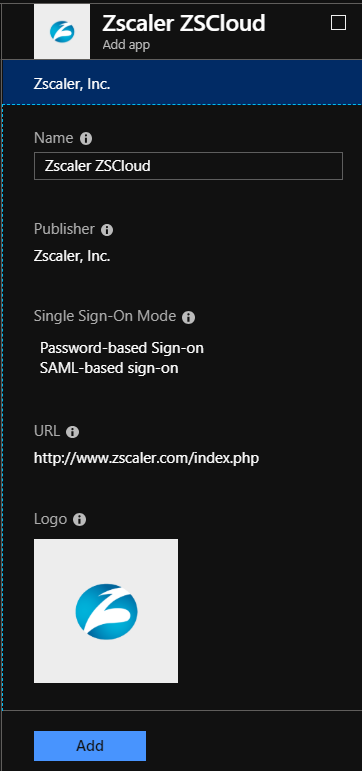 Zscaler ZSCloud
Add app
Zscaler, Inc.
Name
Zscaler ZSCloud
Publisher
Zscaler, Inc.
Single Sign-On Mode
Password-based Sign-on
SAML-based sign-on
URL
http://www.zscaler.com/index.php
Logo
Add